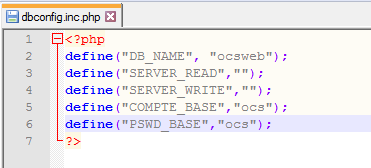 dbconfig.inc.php
1 <?php
2 define("DB_NAME", "ocsweb");
3 define("SERVER_READ","");
4 define("SERVER_WRITE","");
5 define("COMPTE_BASE","ocs");
6 define("PSWD_BASE","ocs");
7 ?>